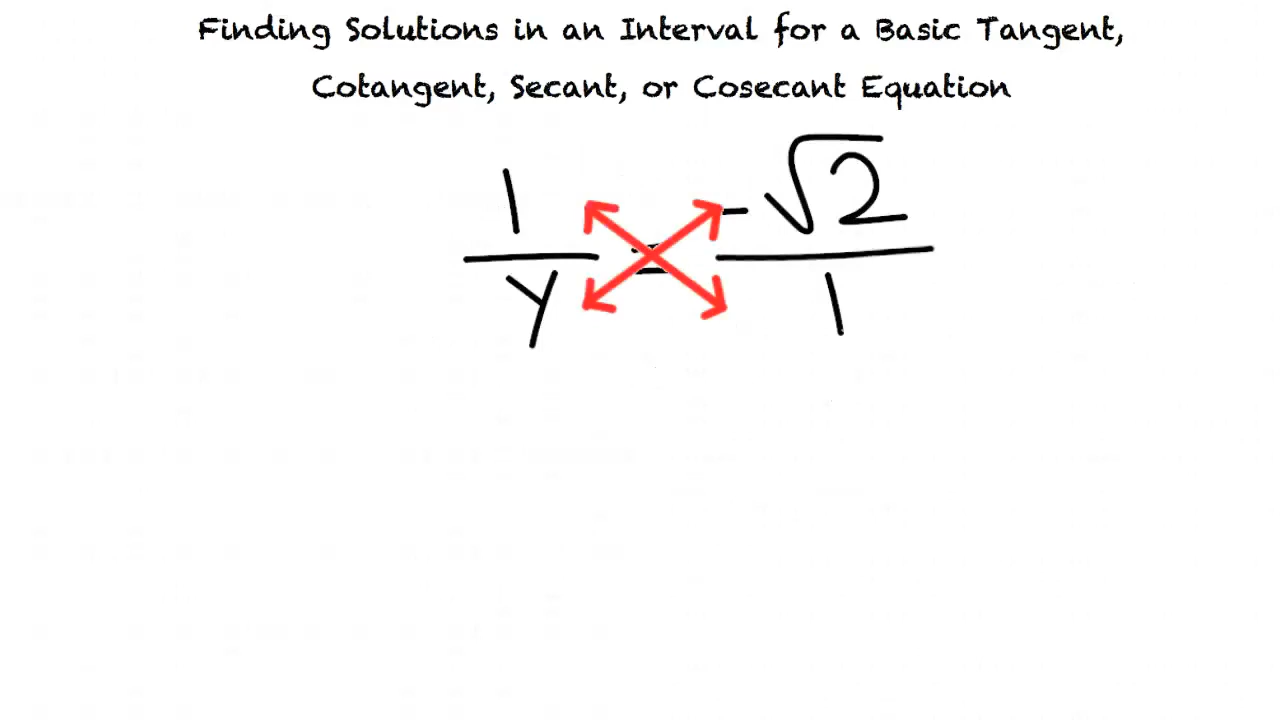 Finding Solutions in an Interval for a Basic Tangent,
Cotangent, Secant, or Cosecant Equation
1/y = -√2/1